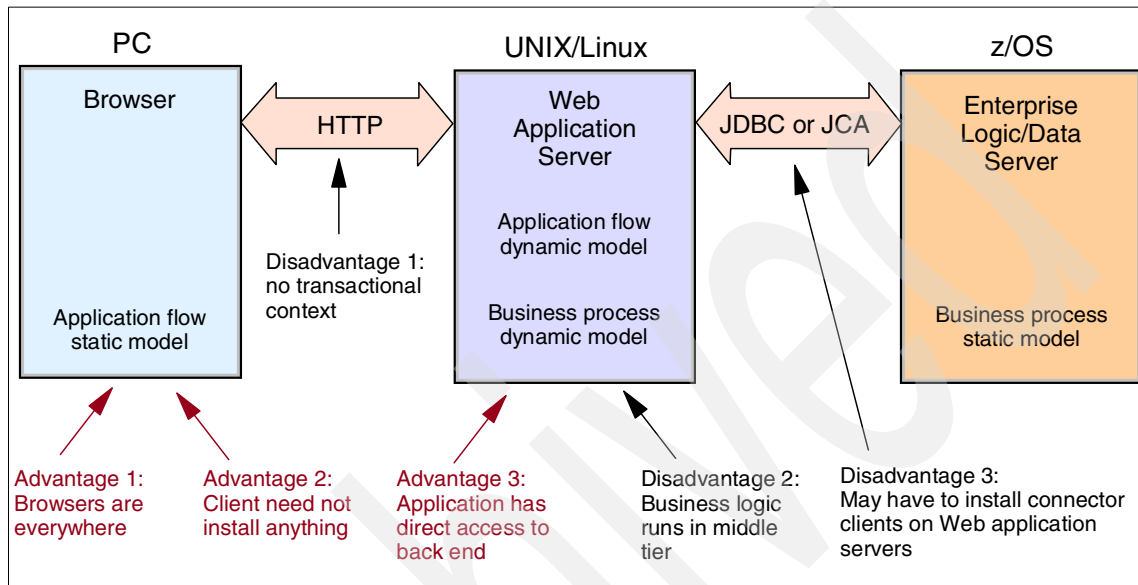 PC
UNIX/Linux
z/OS
Browser
Application flow
static model
HTTP
Web
Application
Server
Application flow
dynamic model
Business process
dynamic model
JDBC or JCA
Enterprise
Logic/Data
Server
Business process
static model
Disadvantage 1:
no transactional
context
Advantage 1:
Browsers are
everywhere
Advantage 2:
Client need not
install anything
Advantage 3:
Application has
direct access to
back end
Disadvantage 2:
Business logic
runs in middle
tier
Disadvantage 3:
May have to install connector
clients on Web application
servers